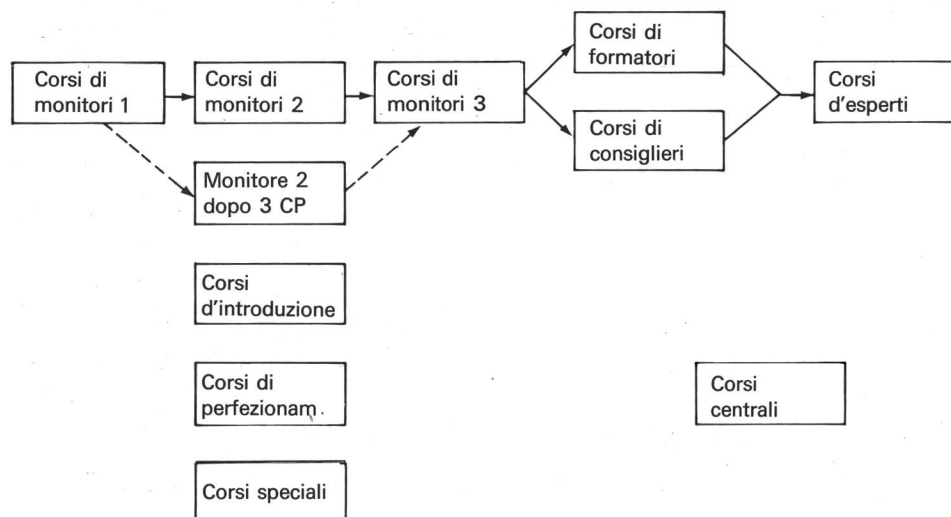 Corsi di
monitori 1
Corsi di
monitori 2
Corsi di
monitori 3
Corsi di
formatori
Corsi di
consiglieri
Corsi
d'esperti
Monitore 2
dopo 3 CP
Corsi
d'introduzione
Corsi di
perfezionam.
Corsi
centrali
Corsi speciali